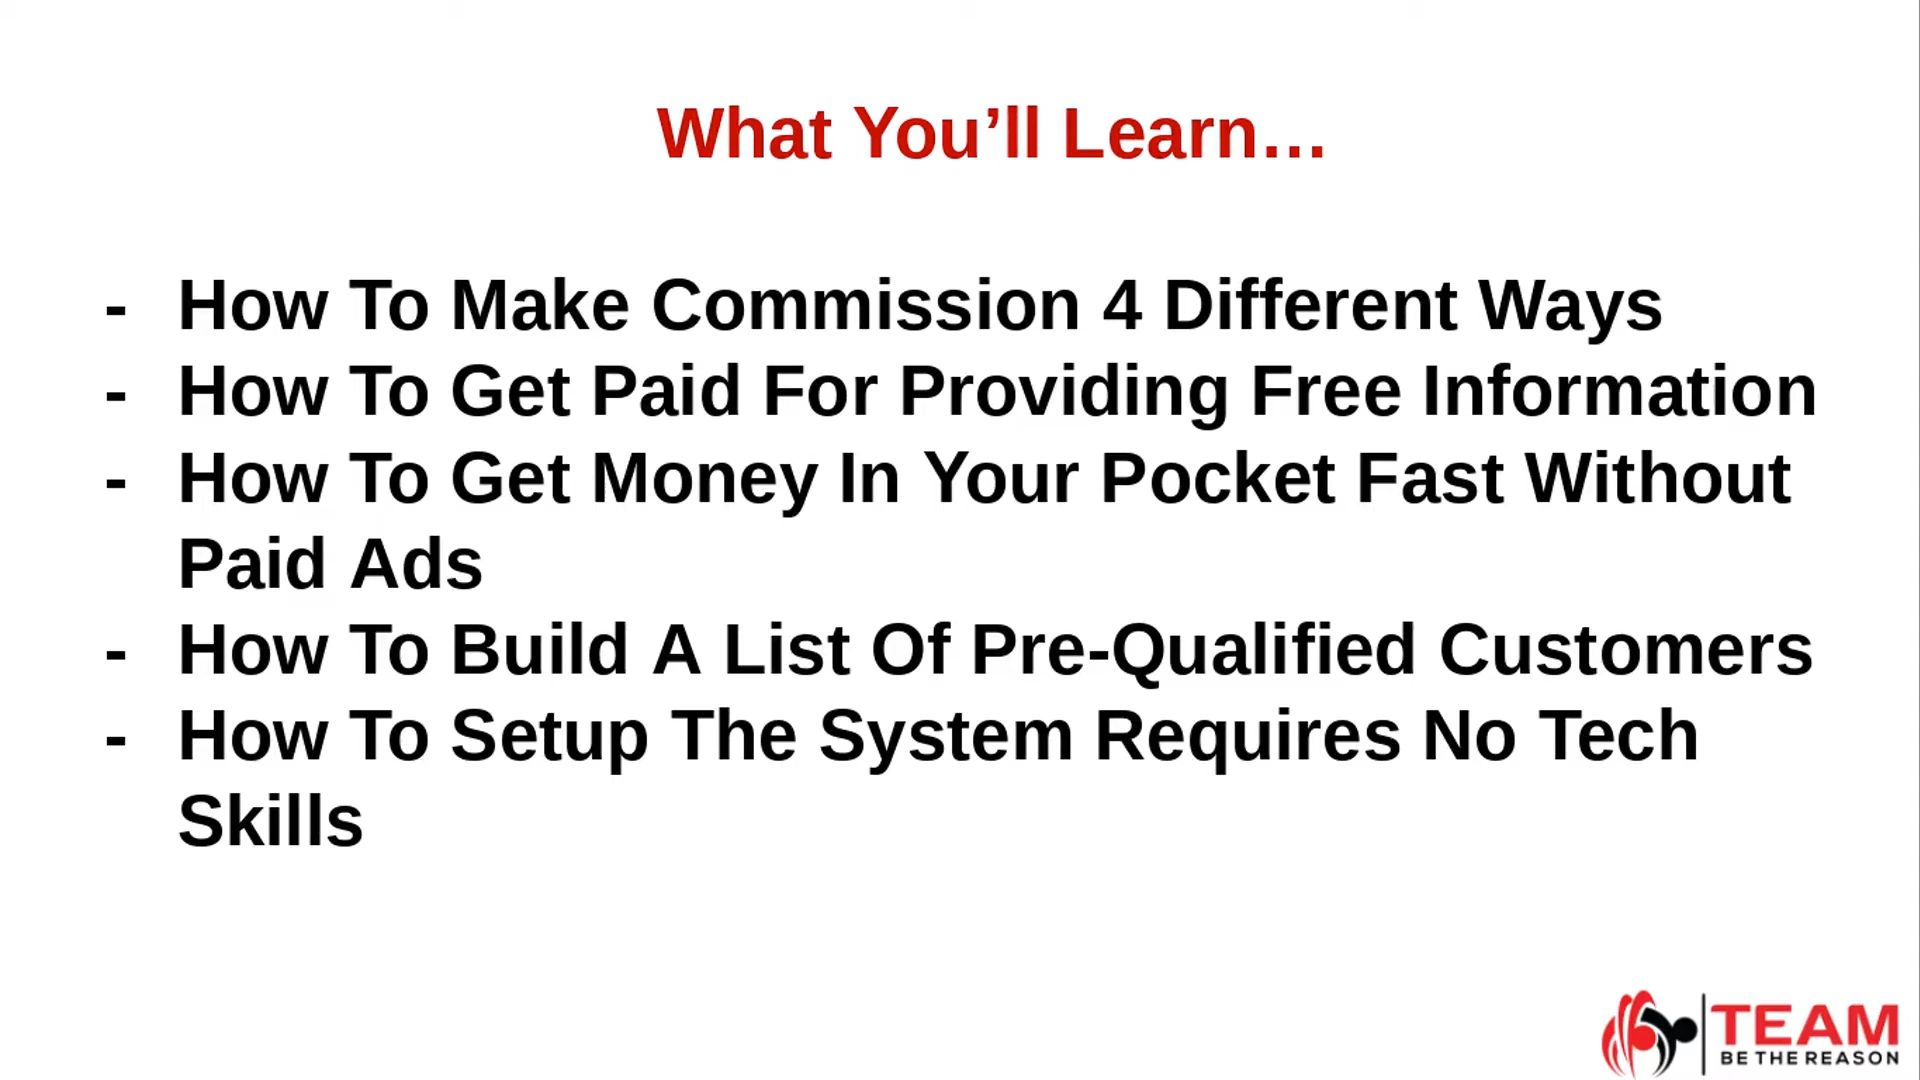 What You’ll Learn…
- How To Make Commission 4 Different Ways
- How To Get Paid For Providing Free Information
- How To Get Money In Your Pocket Fast Without
Paid Ads
- How To Build A List Of Pre-Qualified Customers
- How To Setup The System Requires No Tech
Skills
TEAM
BE THE REASON